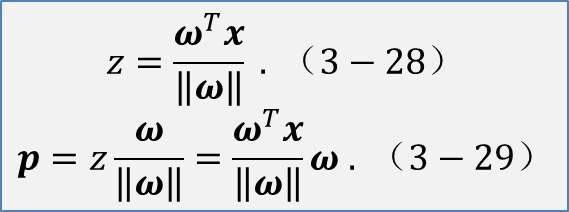 z = ω^T x / ‖ω‖ . （3 − 28）
p = z ω / ‖ω‖ = ω^T x / ‖ω‖ ω . （3 − 29）